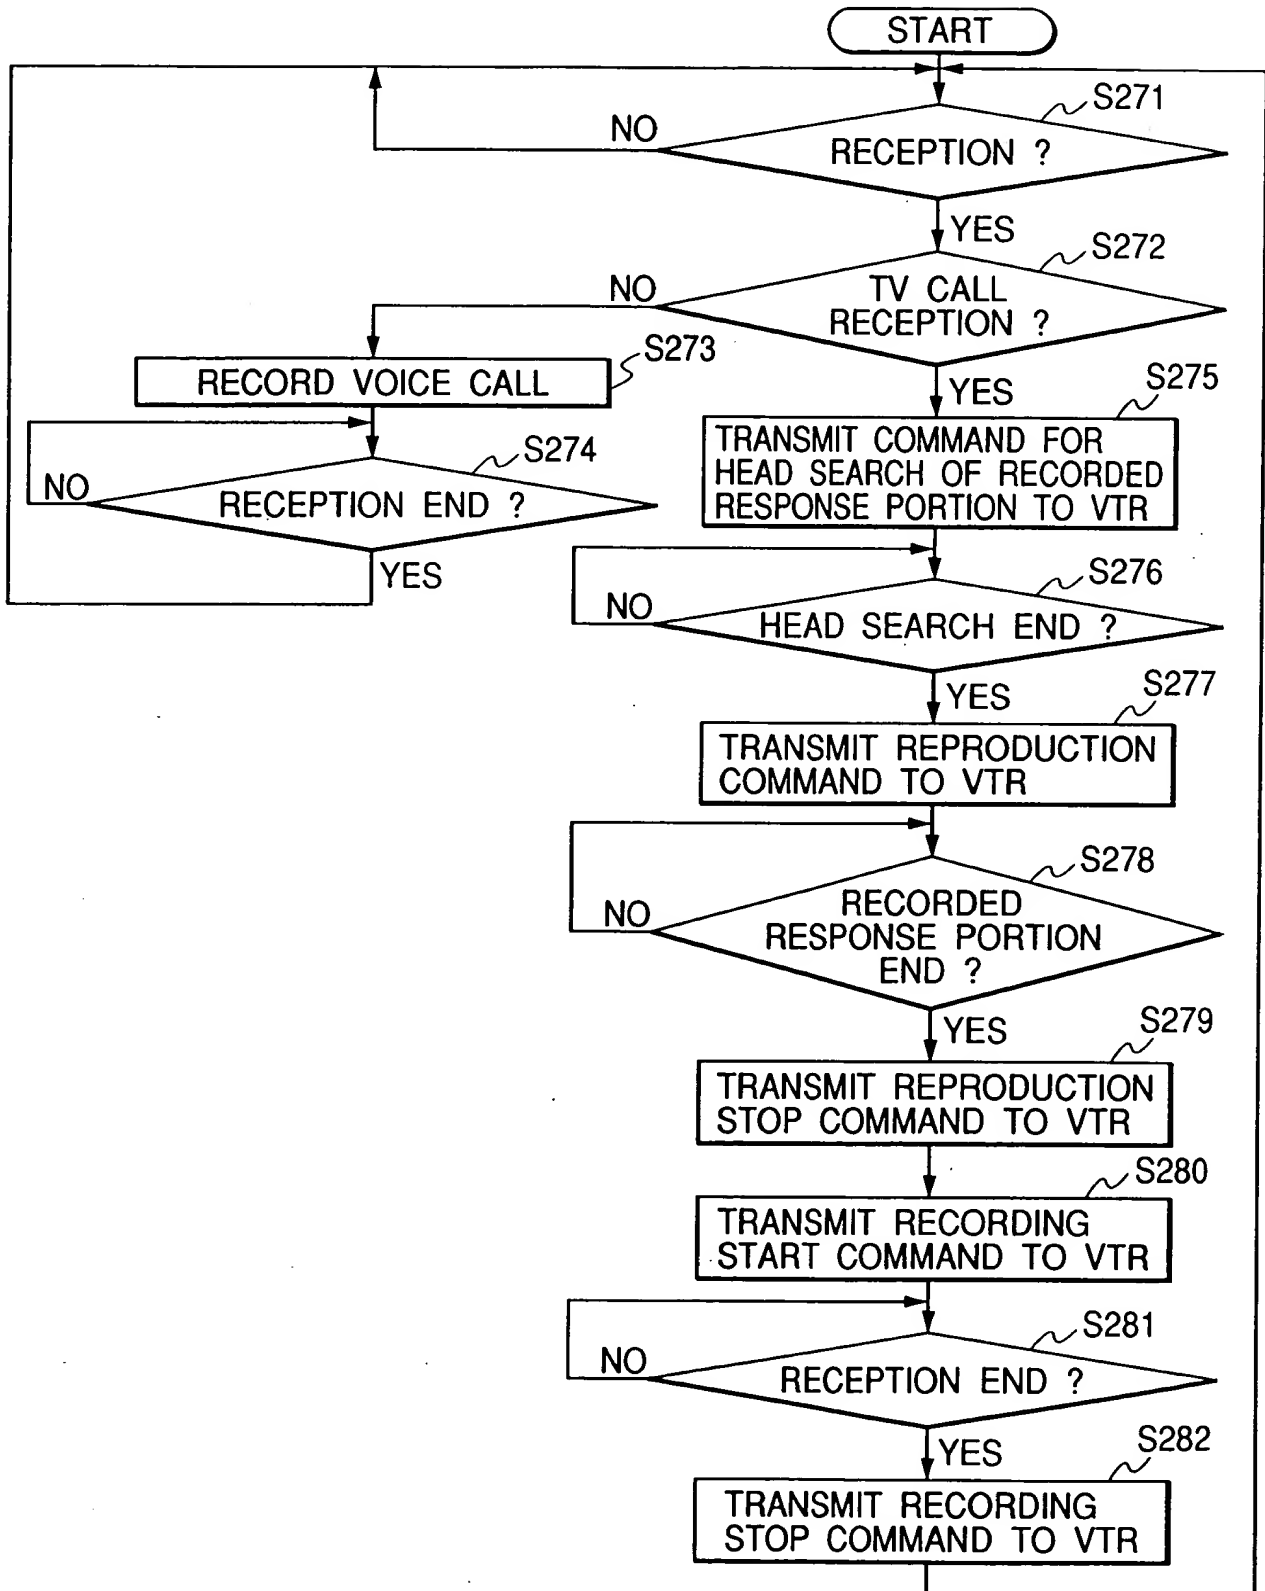 START
S271
NO
RECEPTION ?
YES
S272
NO
TV CALL
RECEPTION ?
S273
RECORD VOICE CALL
YES
S275
TRANSMIT COMMAND FOR
HEAD SEARCH OF RECORDED
RESPONSE PORTION TO VTR
S274
NO
RECEPTION END ?
YES
S276
NO
HEAD SEARCH END ?
YES
S277
TRANSMIT REPRODUCTION
COMMAND TO VTR
S278
NO
RECORDED
RESPONSE PORTION
END ?
YES
S279
TRANSMIT REPRODUCTION
STOP COMMAND TO VTR
S280
TRANSMIT RECORDING
START COMMAND TO VTR
S281
NO
RECEPTION END ?
YES
S282
TRANSMIT RECORDING
STOP COMMAND TO VTR